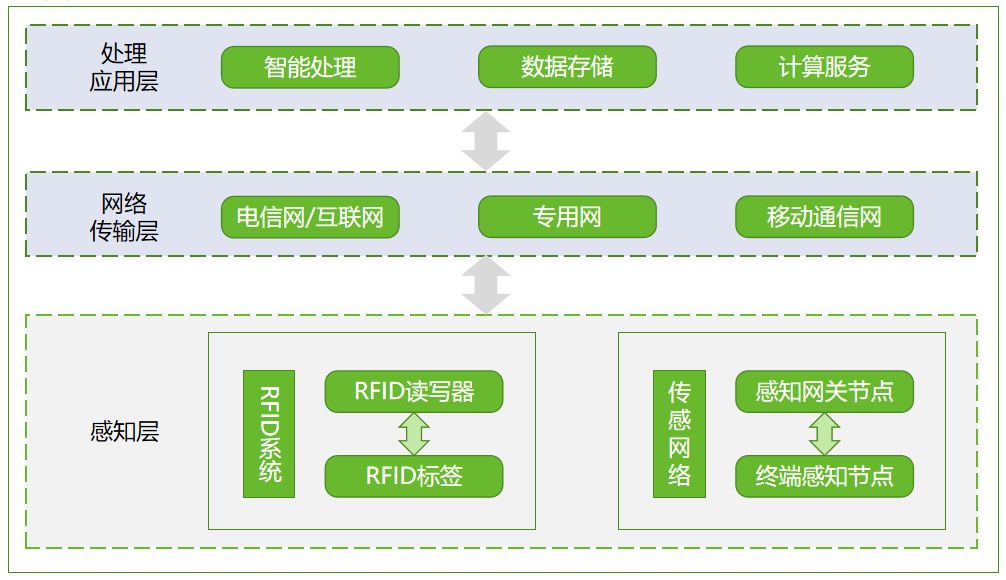 处理
应用层
智能处理
数据存储
计算服务
网络
传输层
电信网/互联网
专用网
移动通信网
感知层
RFID系统
RFID读写器
RFID标签
传感网络
感知网关节点
终端感知节点